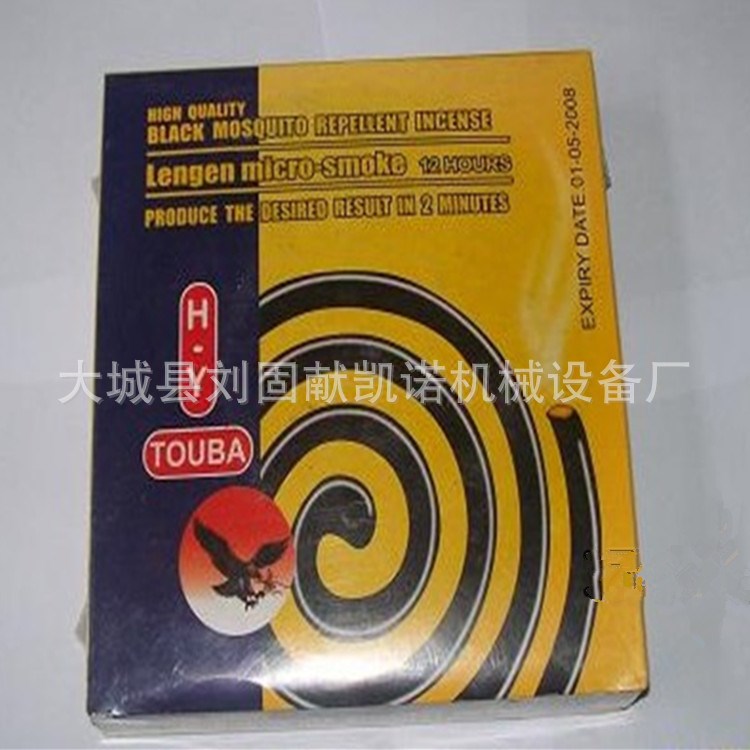 HIGH QUALITY
BLACK MOSQUITO REPELLENT INCENSE
Lengen micro-smoke 12 HOURS
PRODUCE THE DESIRED RESULT IN 2 MINUTES
EXPIRY DATE 01-05-2008
H·Y
大城县刘固献凯诺机械设备厂
TOUBA